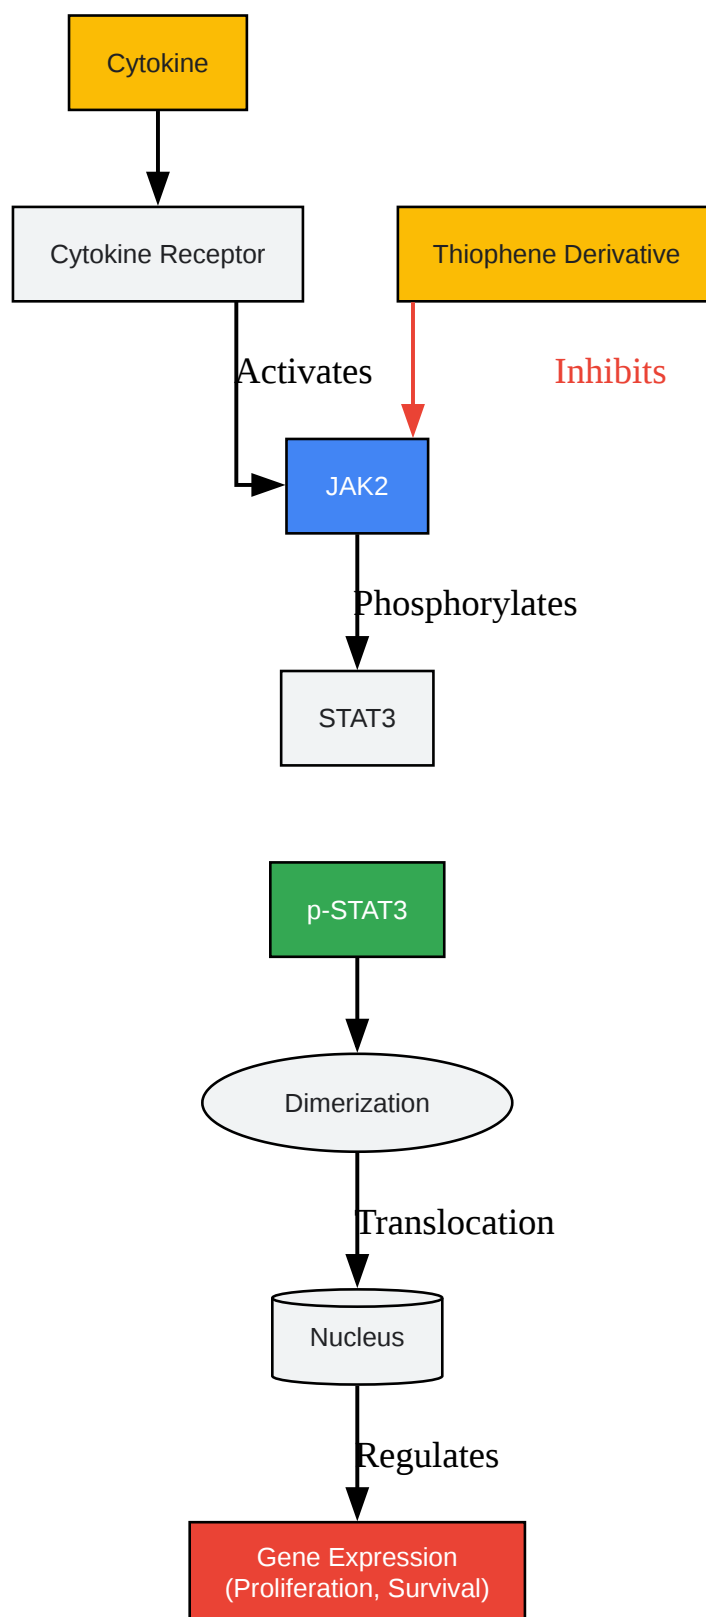 Cytokine
Cytokine Receptor
Thiophene Derivative
Activates
Inhibits
JAK2
Phosphorylates
STAT3
p-STAT3
Dimerization
Translocation
Nucleus
Regulates
Gene Expression
(Proliferation, Survival)